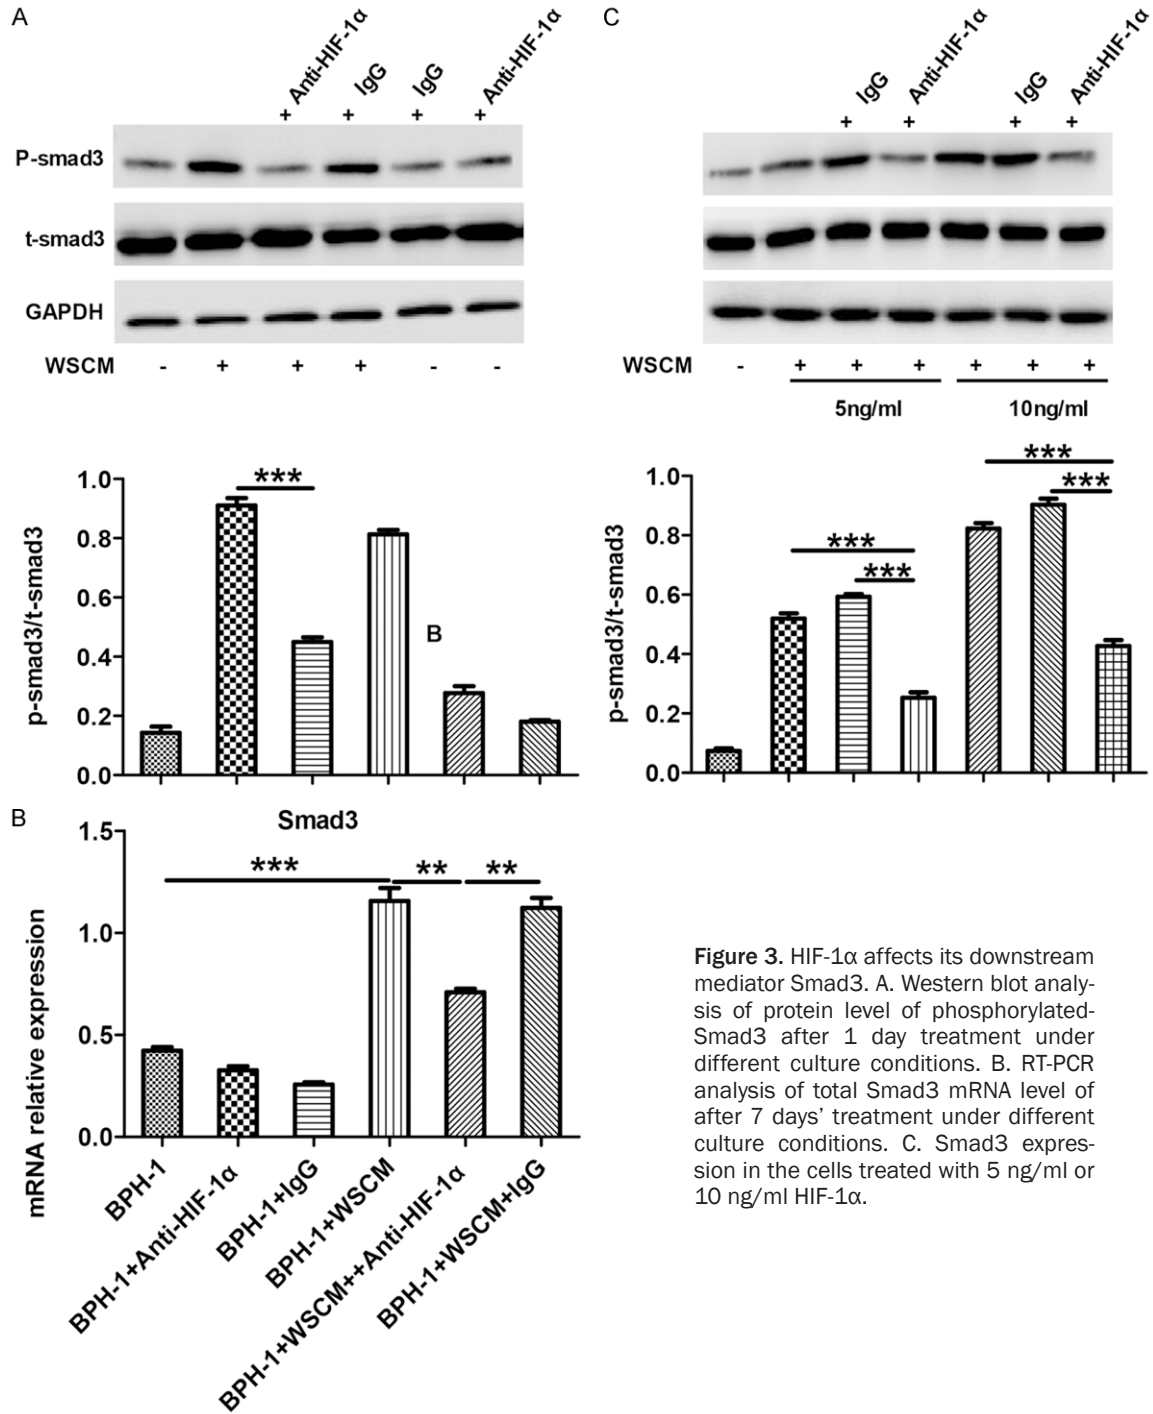 A
Anti-HIF-1α
IgG
IgG
Anti-HIF-1α
+ + + +
P-smad3
t-smad3
GAPDH
WSCM - + + + - -
p-smad3/t-smad3
1.0
0.8
0.6
0.4
0.2
0.0
***
B
C
IgG
Anti-HIF-1α
IgG
Anti-HIF-1α
+ + + +
WSCM - + + + + + +
5ng/ml 10ng/ml
p-smad3/t-smad3
1.0
0.8
0.6
0.4
0.2
0.0
***
***
***
***
B
Smad3
mRNA relative expression
1.5
1.0
0.5
0.0
*** ** **
BPH-1
BPH-1+Anti-HIF-1α
BPH-1+IgG
BPH-1+WSCM
BPH-1+WSCM++Anti-HIF-1α
BPH-1+WSCM+IgG
Figure 3. HIF-1α affects its downstream
mediator Smad3. A. Western blot analy-
sis of protein level of phosphorylated-
Smad3 after 1 day treatment under
different culture conditions. B. RT-PCR
analysis of total Smad3 mRNA level of
after 7 days’ treatment under different
culture conditions. C. Smad3 expres-
sion in the cells treated with 5 ng/ml or
10 ng/ml HIF-1α.